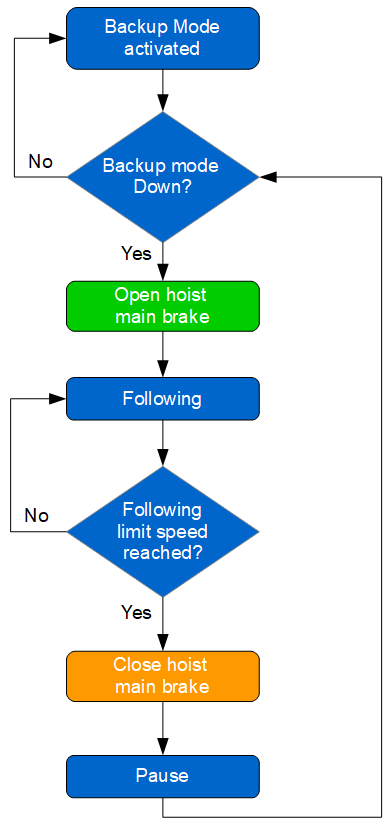 Backup Mode
activated
No
Backup mode
Down?
Yes
Open hoist
main brake
Following
Following
limit speed
reached?
No
Yes
Close hoist
main brake
Pause